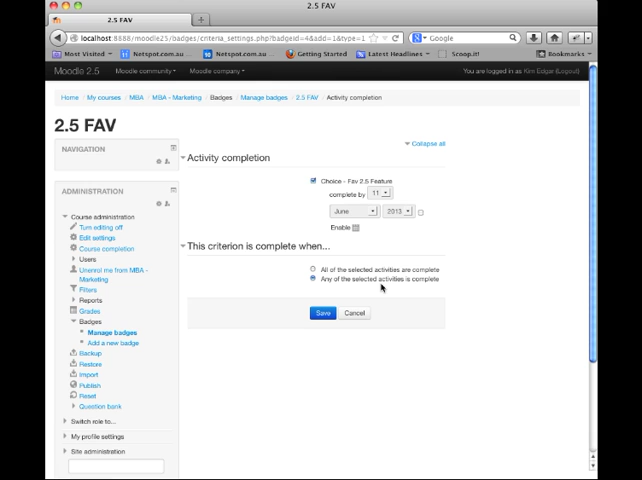 2.5 FAV
2.5 FAV
localhost:8888/moodle25/badges/criteria_settings.php?badgeid=4&add=1&type=1
Google
Most Visited
Netspot.com.au ...
Netspot.com.au ...
Getting Started
Latest Headlines
Scoop.it!
Bookmarks
Moodle 2.5
Moodle community
Moodle company
You are logged in as Kim Edgar (Logout)
Home / My courses / MBA / MBA - Marketing / Badges / Manage badges / 2.5 FAV / Activity completion
2.5 FAV
Collapse all
NAVIGATION
Activity completion
Choice - Fav 2.5 Feature
complete by 11
June 2013
Enable
ADMINISTRATION
Course administration
Turn editing off
Edit settings
Course completion
Users
Unenrol me from MBA -
Marketing
Filters
Reports
Grades
Badges
Manage badges
Add a new badge
Backup
Restore
Import
Publish
Reset
Question bank
Switch role to...
My profile settings
Site administration
This criterion is complete when...
All of the selected activities are complete
Any of the selected activities is complete
Save Cancel